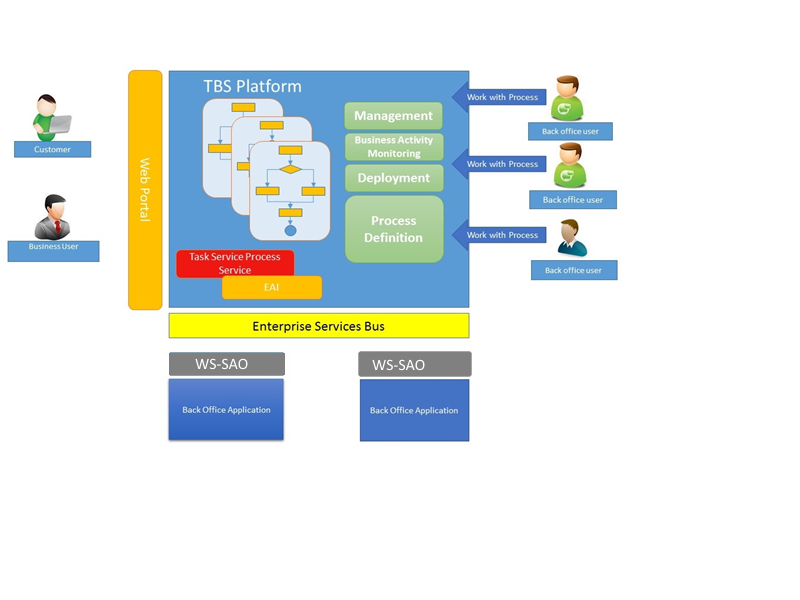 TBS Platform
Customer
Business User
Web Portal
Management
Business Activity
Monitoring
Deployment
Process
Definition
Task Service Process
Service
EAI
Work with Process
Back office user
Work with Process
Back office user
Work with Process
Back office user
Enterprise Services Bus
WS-SAO
WS-SAO
Back Office Application
Back Office Application